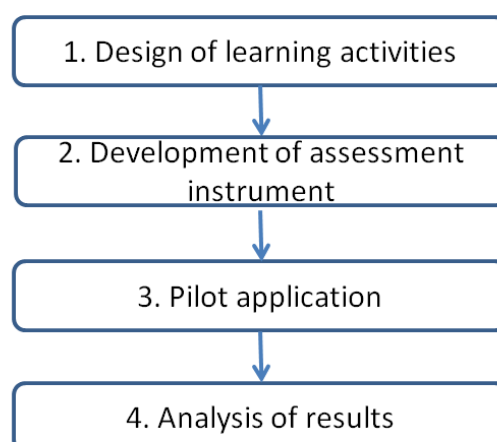 1. Design of learning activities
2. Development of assessment
instrument
3. Pilot application
4. Analysis of results